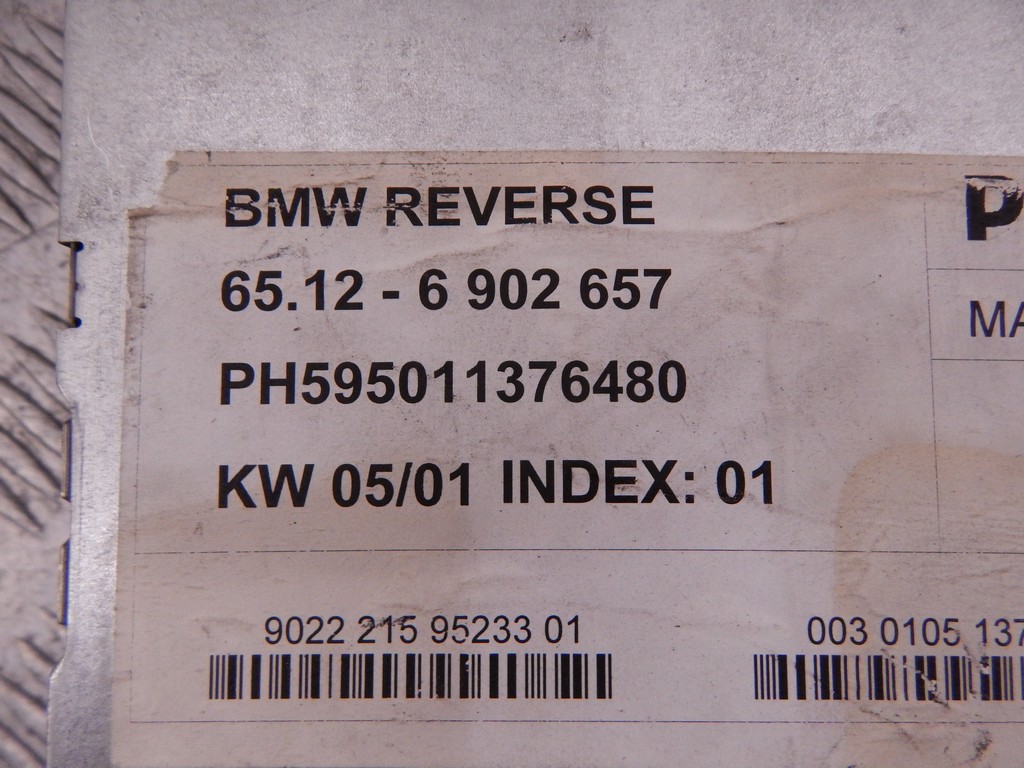 BMW REVERSE
65.12 - 6 902 657
PH595011376480
KW 05/01 INDEX: 01
P
MA
9022 215 95233 01
003 0105 137